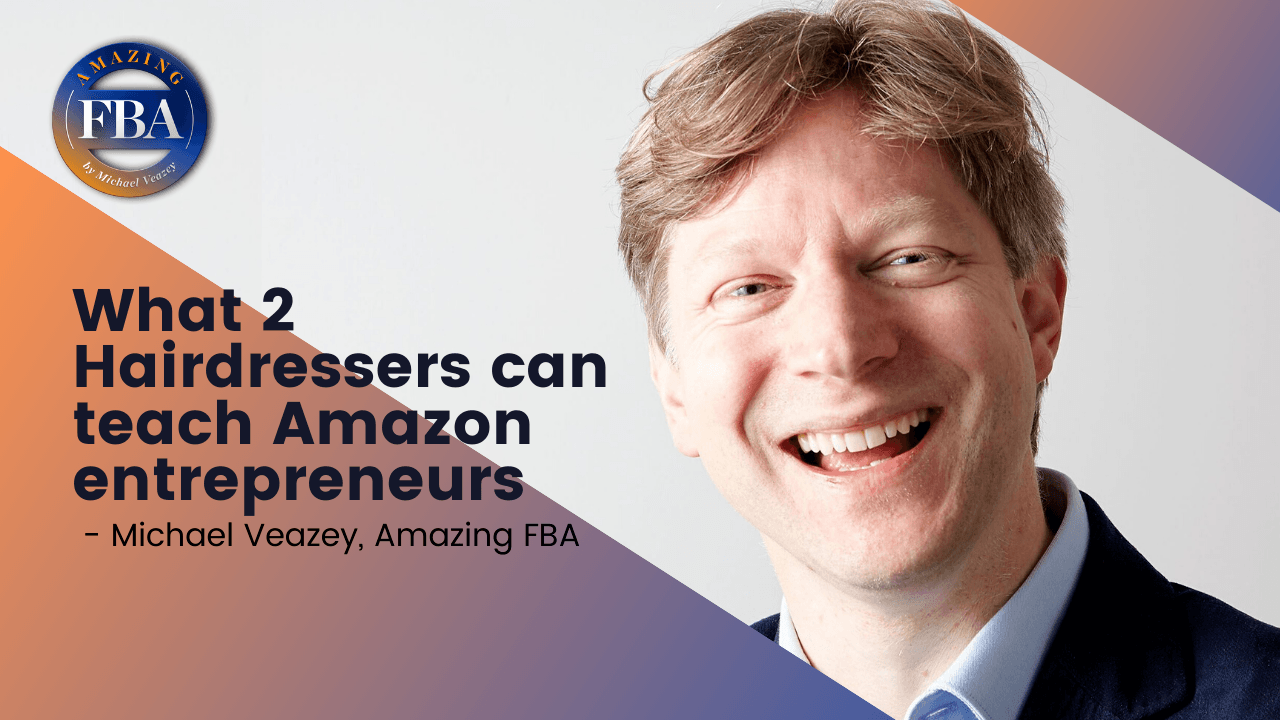 AMAZING
FBA
by Michael Veazey
What 2
Hairdressers can
teach Amazon
entrepreneurs
- Michael Veazey, Amazing FBA